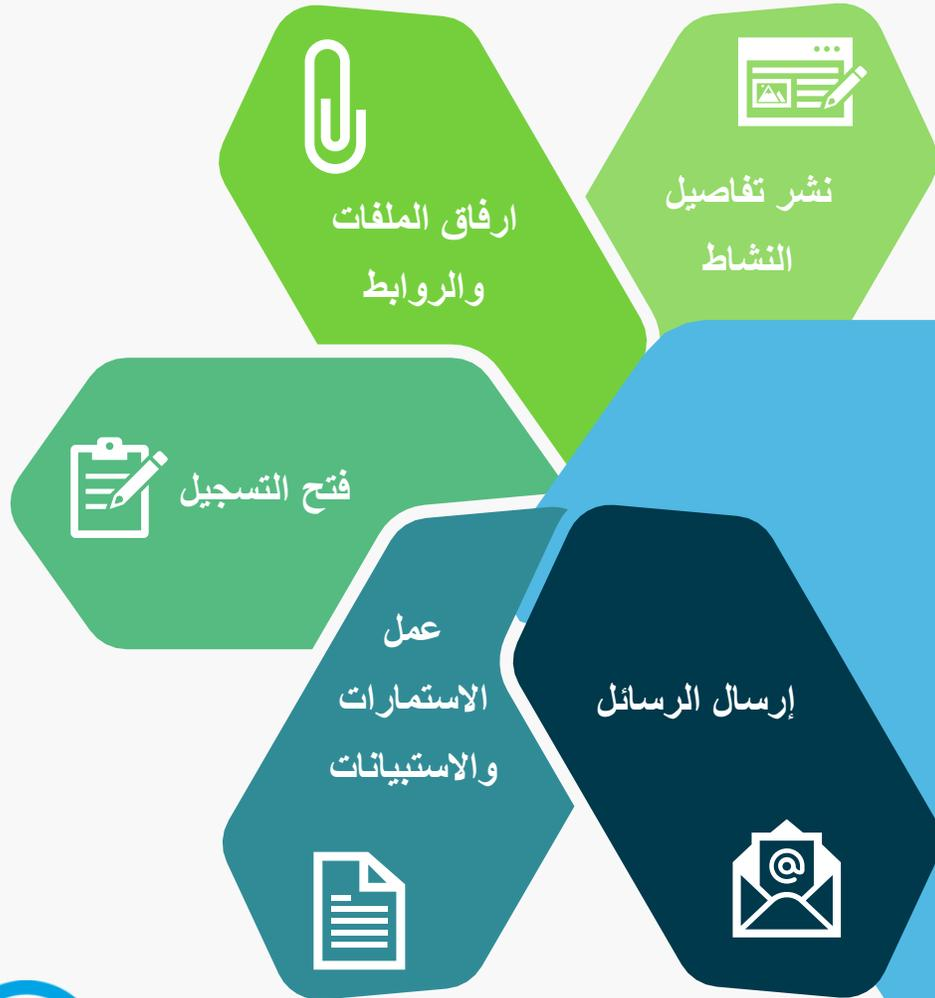 نشر تفاصيل
النشاط
ارفاق الملفات
والروابط
فتح التسجيل
عمل
الاستمارات
والاستبيانات
إرسال الرسائل
@